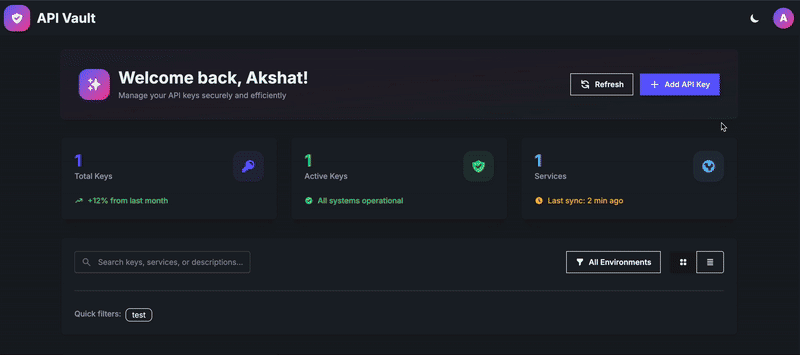 API Vault
A
Welcome back, Akshat!
Manage your API keys securely and efficiently
Refresh
Add API Key
1
Total Keys
+12% from last month
1
Active Keys
All systems operational
1
Services
Last sync: 2 min ago
Search keys, services, or descriptions...
All Environments
Quick filters: test